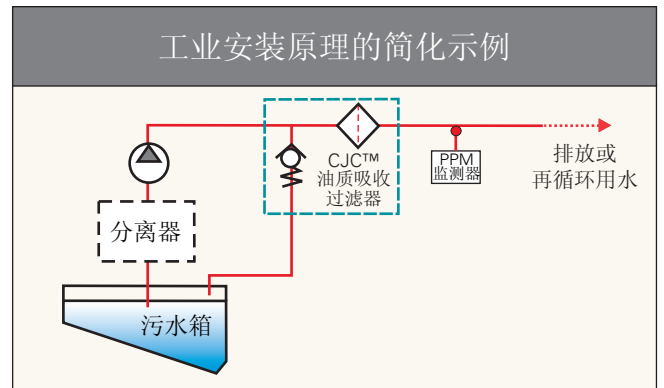 工业安装原理的简化示例
CJC™
油质吸收
过滤器
PPM
监测器
排放或
再循环用水
分离器
污水箱